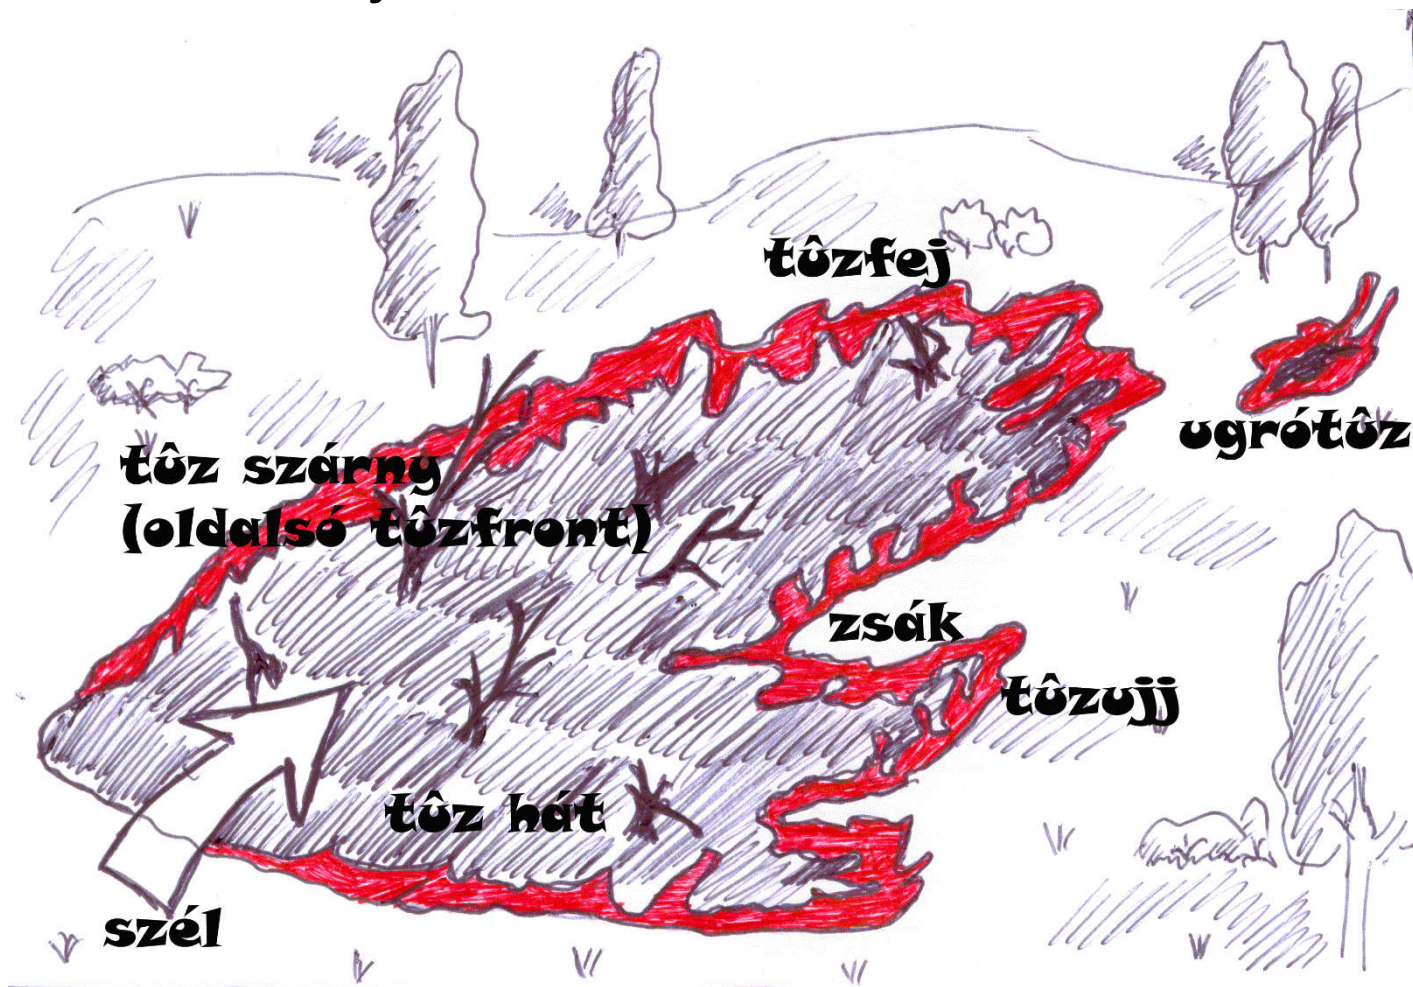 tûzfej
ugrótûz
tûz szárny
(oldalsó tûzfront)
zsák
tûzujj
tûz hát
szél